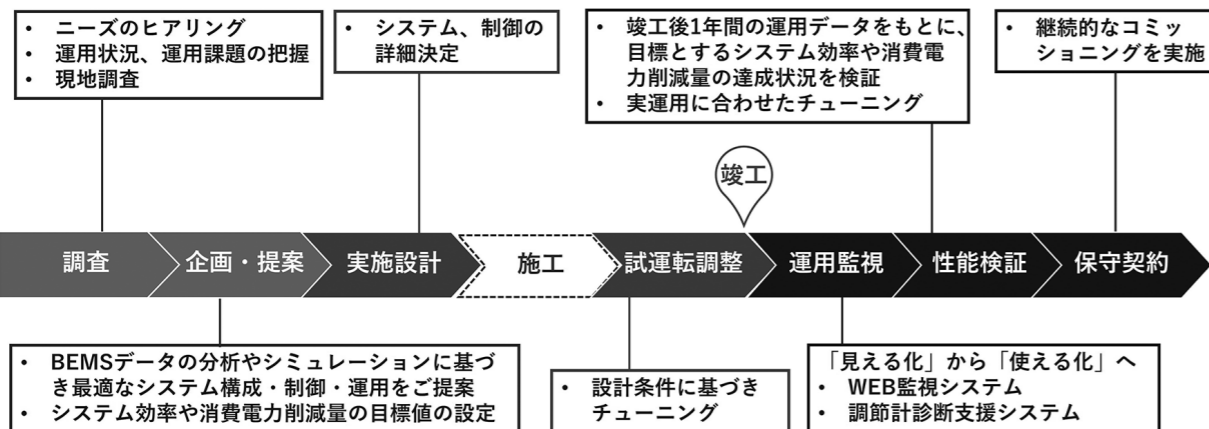 • ニーズのヒアリング
• 運用状況、運用課題の把握
• 現地調査
• システム、制御の
詳細決定
• 竣工後1年間の運用データをもとに、
目標とするシステム効率や消費電
力削減量の達成状況を検証
• 実運用に合わせたチューニング
• 継続的なコミッ
ショニングを実施
竣工
調査
企画・提案
実施設計
施工
試運転調整
運用監視
性能検証
保守契約
• BEMSデータの分析やシミュレーションに基づ
き最適なシステム構成・制御・運用をご提案
• システム効率や消費電力削減量の目標値の設定
• 設計条件に基づき
チューニング
「見える化」から「使える化」へ
• WEB監視システム
• 調節計診断支援システム